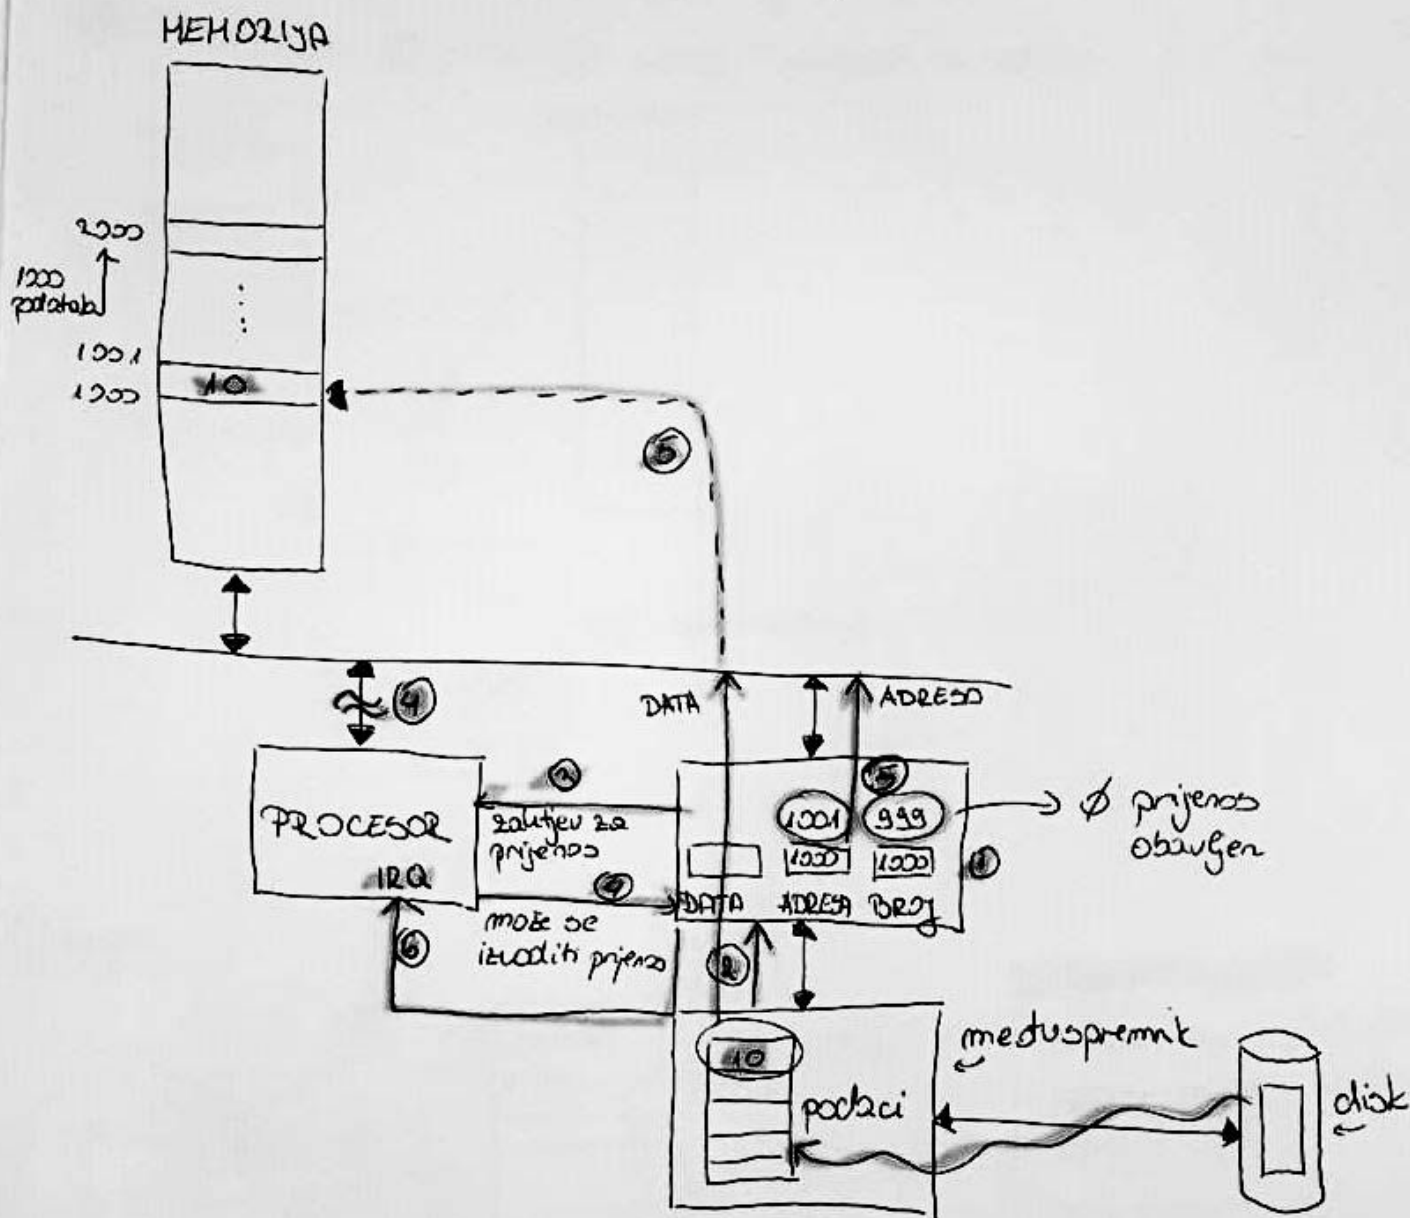 MEMORIJA
2000
1000
podataka
1001
1000
10
5
4
DATA
ADRESA
3
5
PROCESOR
zahtjev za
prijenos
1001
999
Ø prijenos
obavljen
1000
1000
1
IRQ
4
DATA
ADRESA
BROJ
može se
izvoditi prijenos
6
2
10
podaci
međuspremnik
disk